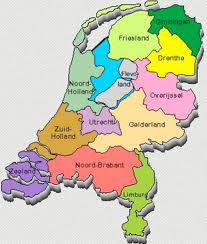 Groningen
Friesland
Drenthe
Noord-
Holland
Flevo
land
Overijssel
Utrecht
Gelderland
Zuid-
Holland
Noord-Brabant
Zeeland
Limburg